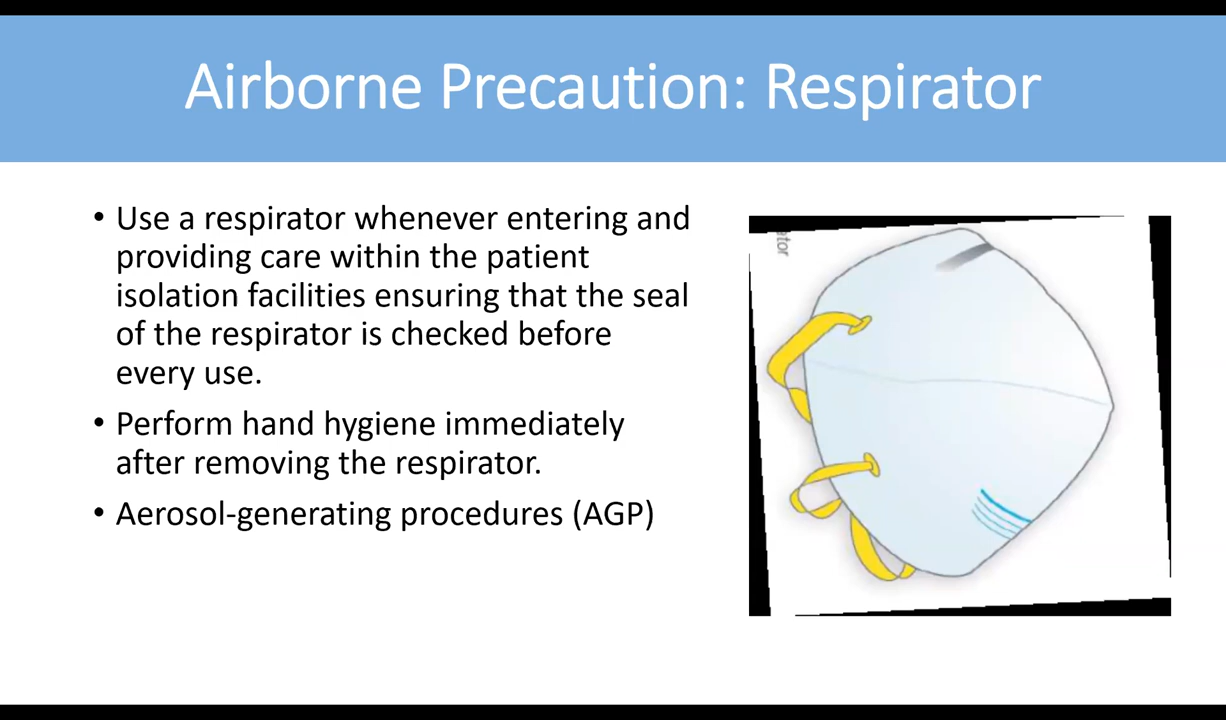 Airborne Precaution: Respirator
• Use a respirator whenever entering and
providing care within the patient
isolation facilities ensuring that the seal
of the respirator is checked before
every use.
• Perform hand hygiene immediately
after removing the respirator.
• Aerosol-generating procedures (AGP)
ator